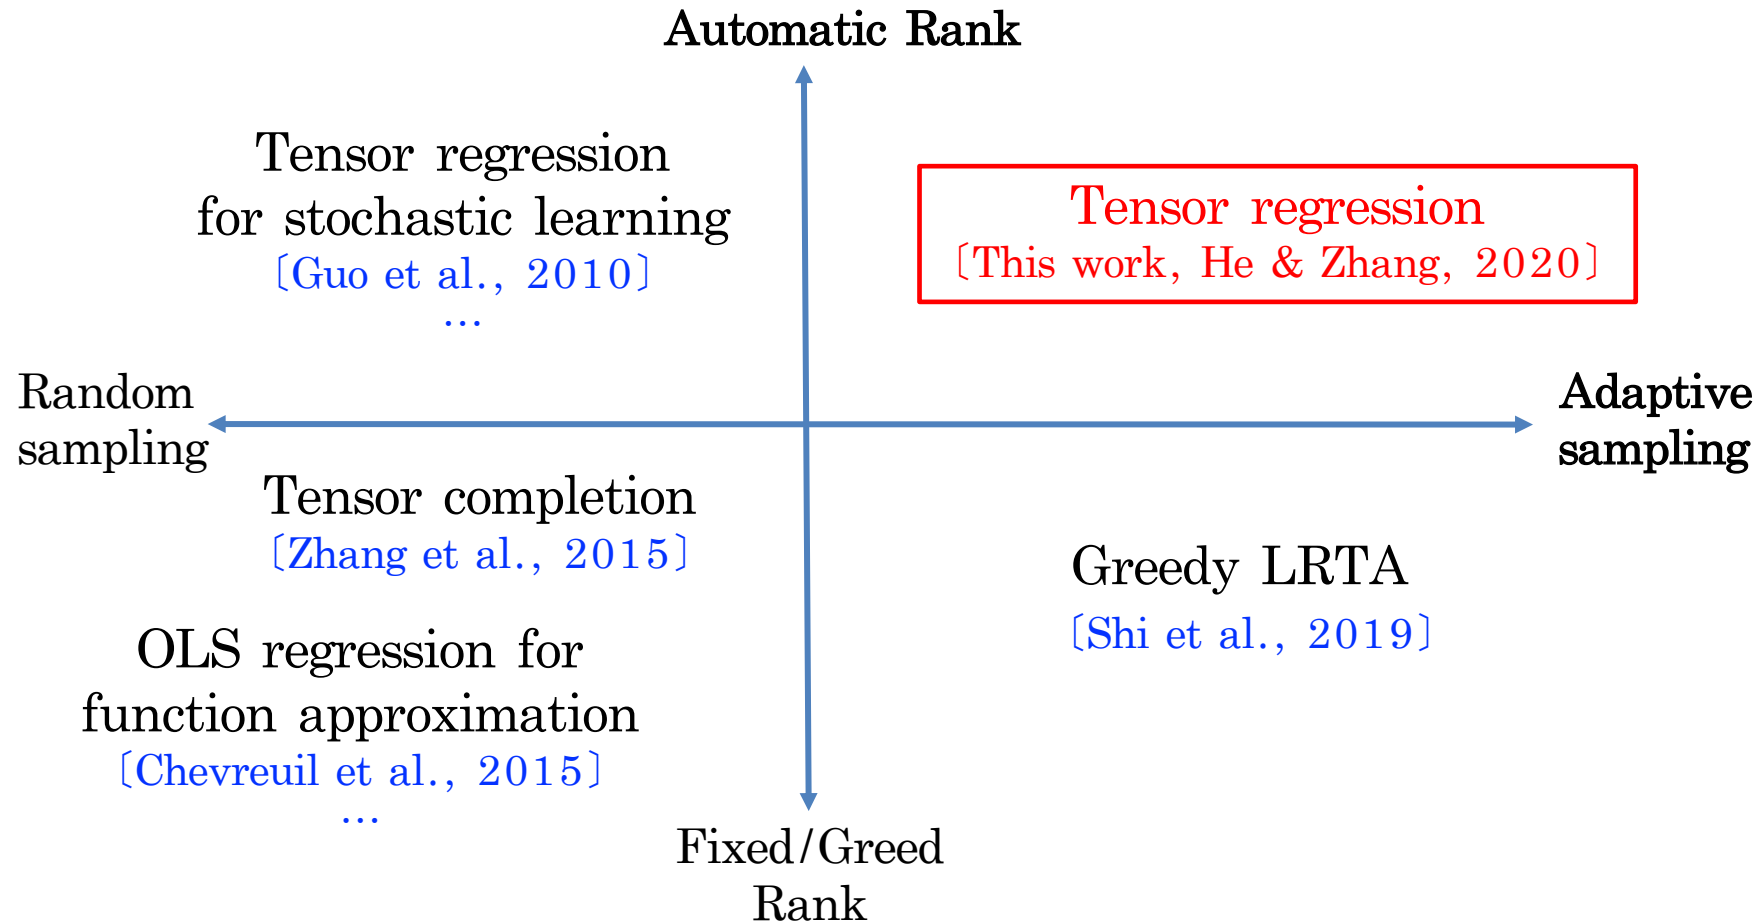 Automatic Rank
Tensor regression
for stochastic learning
[Guo et al., 2010]
...
Tensor regression
[This work, He & Zhang, 2020]
Random
sampling
Adaptive
sampling
Tensor completion
[Zhang et al., 2015]
Greedy LRTA
[Shi et al., 2019]
OLS regression for
function approximation
[Chevreuil et al., 2015]
...
Fixed/Greed
Rank